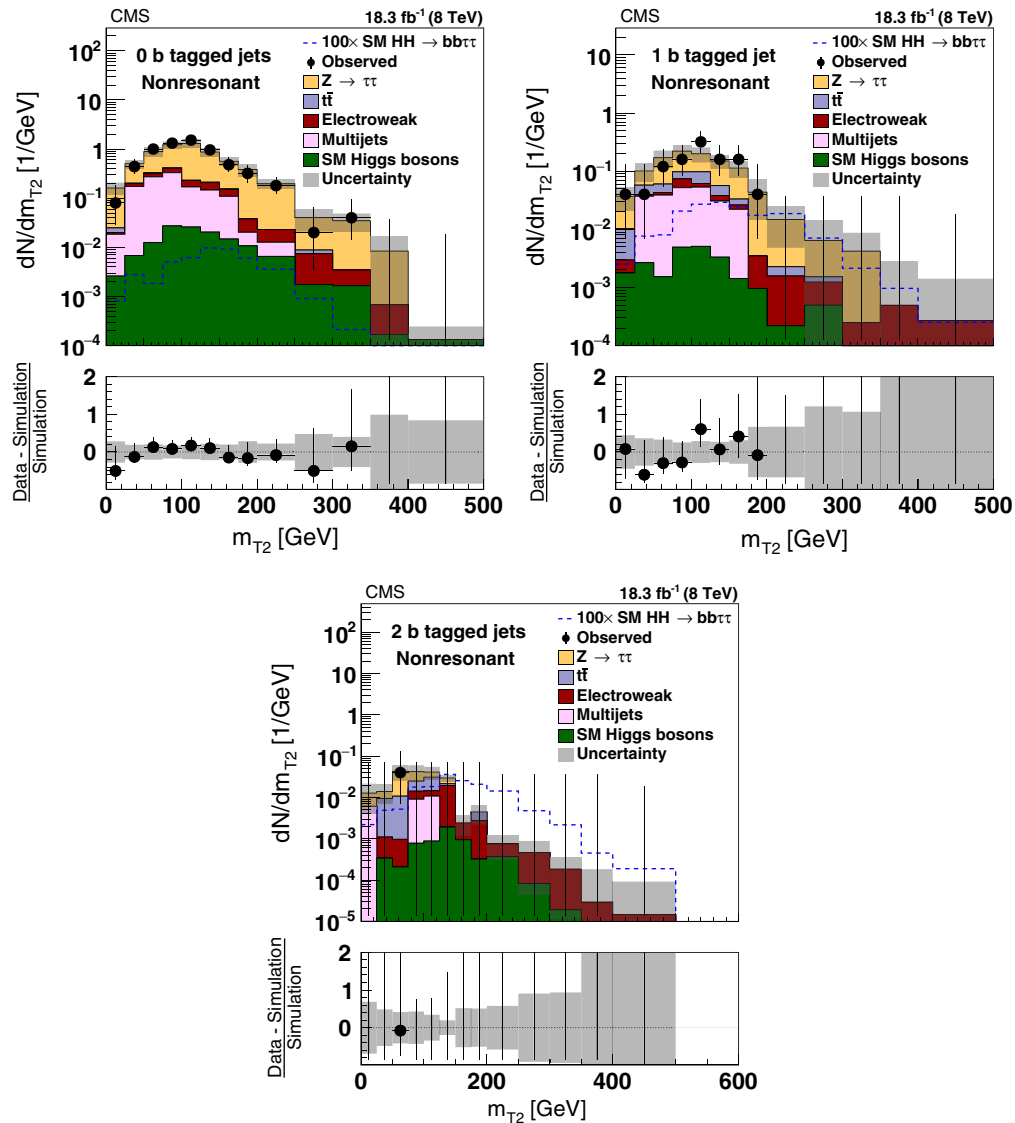 CMS 18.3 fb⁻¹ (8 TeV)
0 b tagged jets
Nonresonant
100× SM HH → bbττ
Observed
Z → ττ
tt̄
Electroweak
Multijets
SM Higgs bosons
Uncertainty
dN/dm_T2 [1/GeV]
10²
10
1
10⁻¹
10⁻²
10⁻³
10⁻⁴
Data - Simulation
Simulation
2
1
0
0 100 200 300 400 500
m_T2 [GeV]
CMS 18.3 fb⁻¹ (8 TeV)
1 b tagged jet
Nonresonant
100× SM HH → bbττ
Observed
Z → ττ
tt̄
Electroweak
Multijets
SM Higgs bosons
Uncertainty
dN/dm_T2 [1/GeV]
10
1
10⁻¹
10⁻²
10⁻³
10⁻⁴
Data - Simulation
Simulation
2
1
0
0 100 200 300 400 500
m_T2 [GeV]
CMS 18.3 fb⁻¹ (8 TeV)
2 b tagged jets
Nonresonant
100× SM HH → bbττ
Observed
Z → ττ
tt̄
Electroweak
Multijets
SM Higgs bosons
Uncertainty
dN/dm_T2 [1/GeV]
10²
10
1
10⁻¹
10⁻²
10⁻³
10⁻⁴
10⁻⁵
Data - Simulation
Simulation
2
1
0
0 200 400 600
m_T2 [GeV]